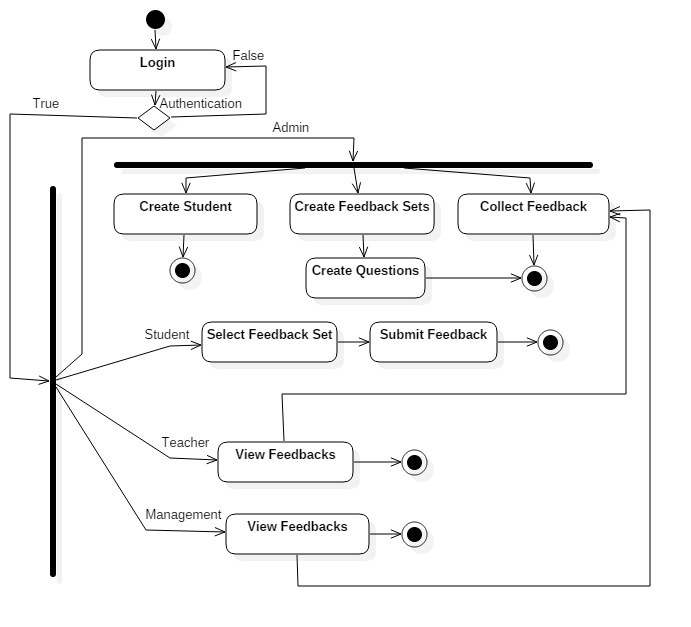 False
Login
True
Authentication
Admin
Create Student
Create Feedback Sets
Collect Feedback
Create Questions
Student
Select Feedback Set
Submit Feedback
Teacher
View Feedbacks
Management
View Feedbacks